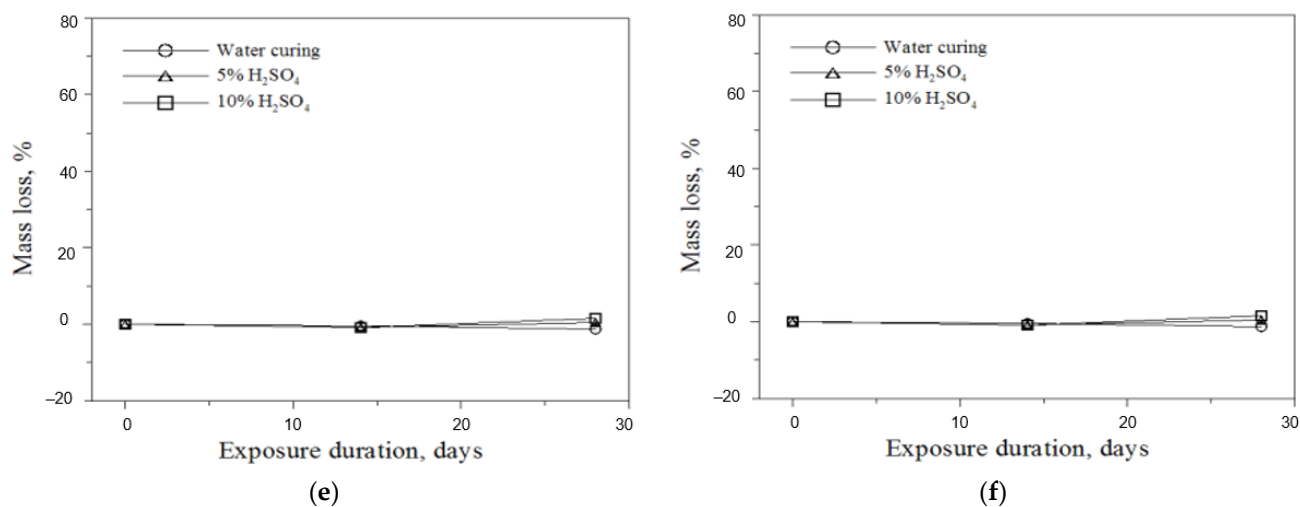 80
Water curing
5% H₂SO₄
60
10% H₂SO₄
40
20
0
–20
Mass loss, %
0 10 20 30
Exposure duration, days
(e)
80
Water curing
5% H₂SO₄
60
10% H₂SO₄
40
20
0
–20
Mass loss, %
0 10 20 30
Exposure duration, days
(f)